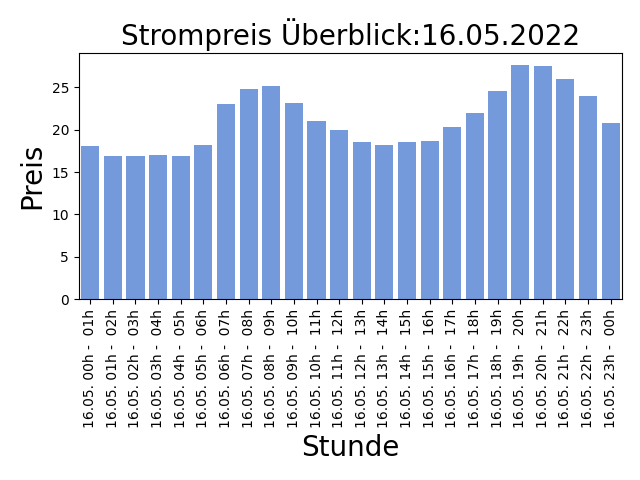 Strompreis Überblick:16.05.2022
Preis
25
20
15
10
5
0
16.05. 00h - 01h
16.05. 01h - 02h
16.05. 02h - 03h
16.05. 03h - 04h
16.05. 04h - 05h
16.05. 05h - 06h
16.05. 06h - 07h
16.05. 07h - 08h
16.05. 08h - 09h
16.05. 09h - 10h
16.05. 10h - 11h
16.05. 11h - 12h
16.05. 12h - 13h
16.05. 13h - 14h
16.05. 14h - 15h
16.05. 15h - 16h
16.05. 16h - 17h
16.05. 17h - 18h
16.05. 18h - 19h
16.05. 19h - 20h
16.05. 20h - 21h
16.05. 21h - 22h
16.05. 22h - 23h
16.05. 23h - 00h
Stunde